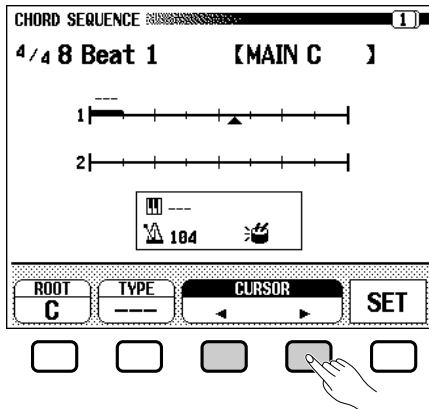 CHORD SEQUENCE 1
4/4 8 Beat 1 【MAIN C 】
---
1
2
---
104
ROOT TYPE CURSOR
C --- ◄ ► SET